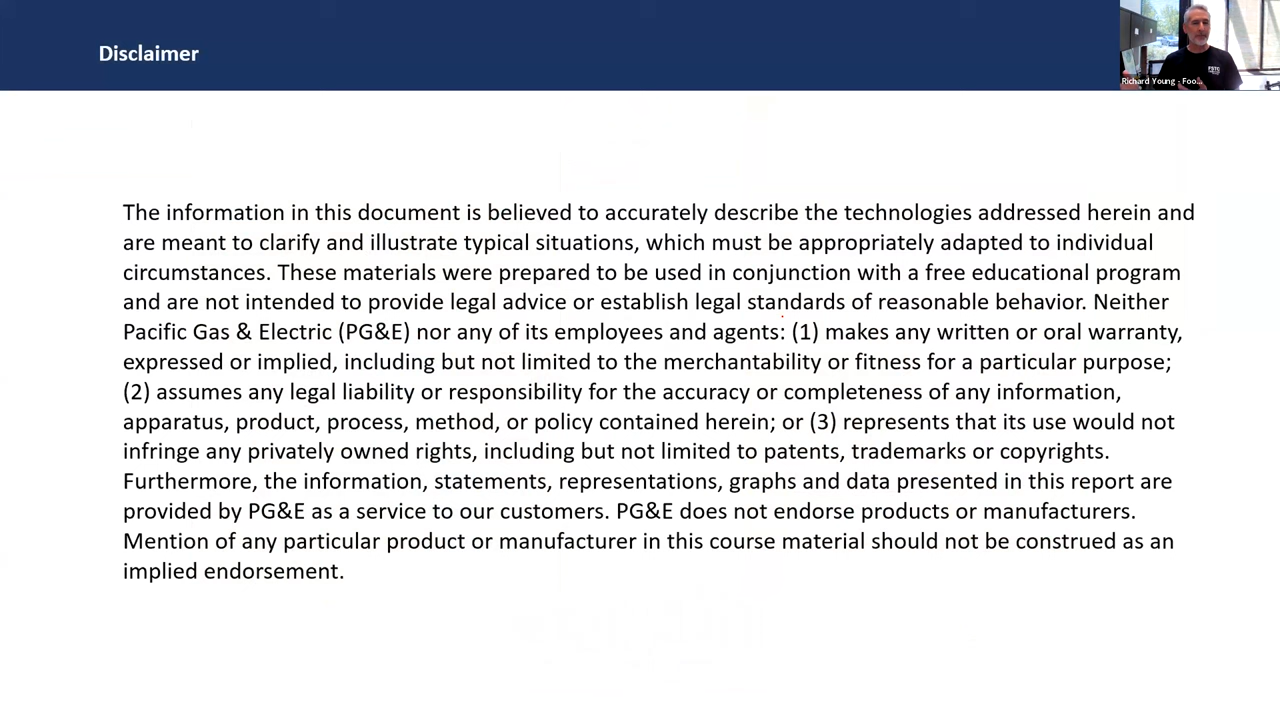 Disclaimer
FSTC
Richard Young - Foo...
The information in this document is believed to accurately describe the technologies addressed herein and
are meant to clarify and illustrate typical situations, which must be appropriately adapted to individual
circumstances. These materials were prepared to be used in conjunction with a free educational program
and are not intended to provide legal advice or establish legal standards of reasonable behavior. Neither
Pacific Gas & Electric (PG&E) nor any of its employees and agents: (1) makes any written or oral warranty,
expressed or implied, including but not limited to the merchantability or fitness for a particular purpose;
(2) assumes any legal liability or responsibility for the accuracy or completeness of any information,
apparatus, product, process, method, or policy contained herein; or (3) represents that its use would not
infringe any privately owned rights, including but not limited to patents, trademarks or copyrights.
Furthermore, the information, statements, representations, graphs and data presented in this report are
provided by PG&E as a service to our customers. PG&E does not endorse products or manufacturers.
Mention of any particular product or manufacturer in this course material should not be construed as an
implied endorsement.